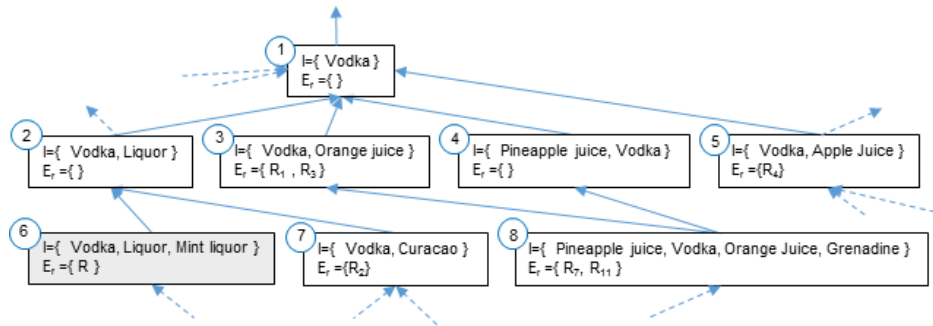 1
I={ Vodka }
Er ={ }
2
I={ Vodka, Liquor }
Er ={ }
3
I={ Vodka, Orange juice }
Er ={ R1 , R3 }
4
I={ Pineapple juice, Vodka }
Er ={ }
5
I={ Vodka, Apple Juice }
Er ={R4}
6
I={ Vodka, Liquor, Mint liquor }
Er ={ R }
7
I={ Vodka, Curacao }
Er ={R2}
8
I={ Pineapple juice, Vodka, Orange Juice, Grenadine }
Er ={ R7, R11 }